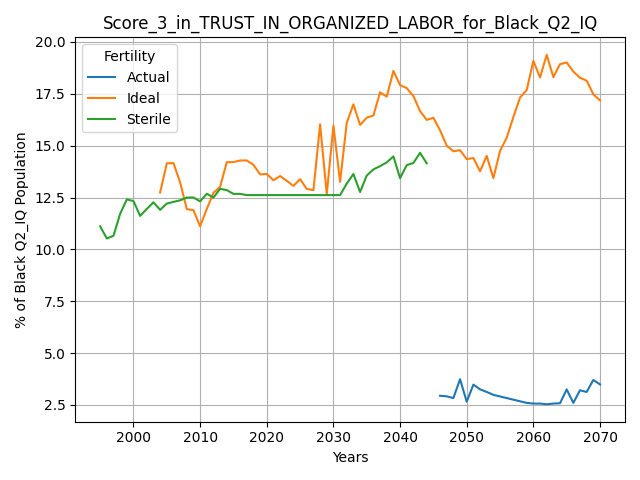 Score_3_in_TRUST_IN_ORGANIZED_LABOR_for_Black_Q2_IQ
Fertility
Actual
Ideal
Sterile
% of Black Q2_IQ Population
20.0
17.5
15.0
12.5
10.0
7.5
5.0
2.5
2000 2010 2020 2030 2040 2050 2060 2070
Years